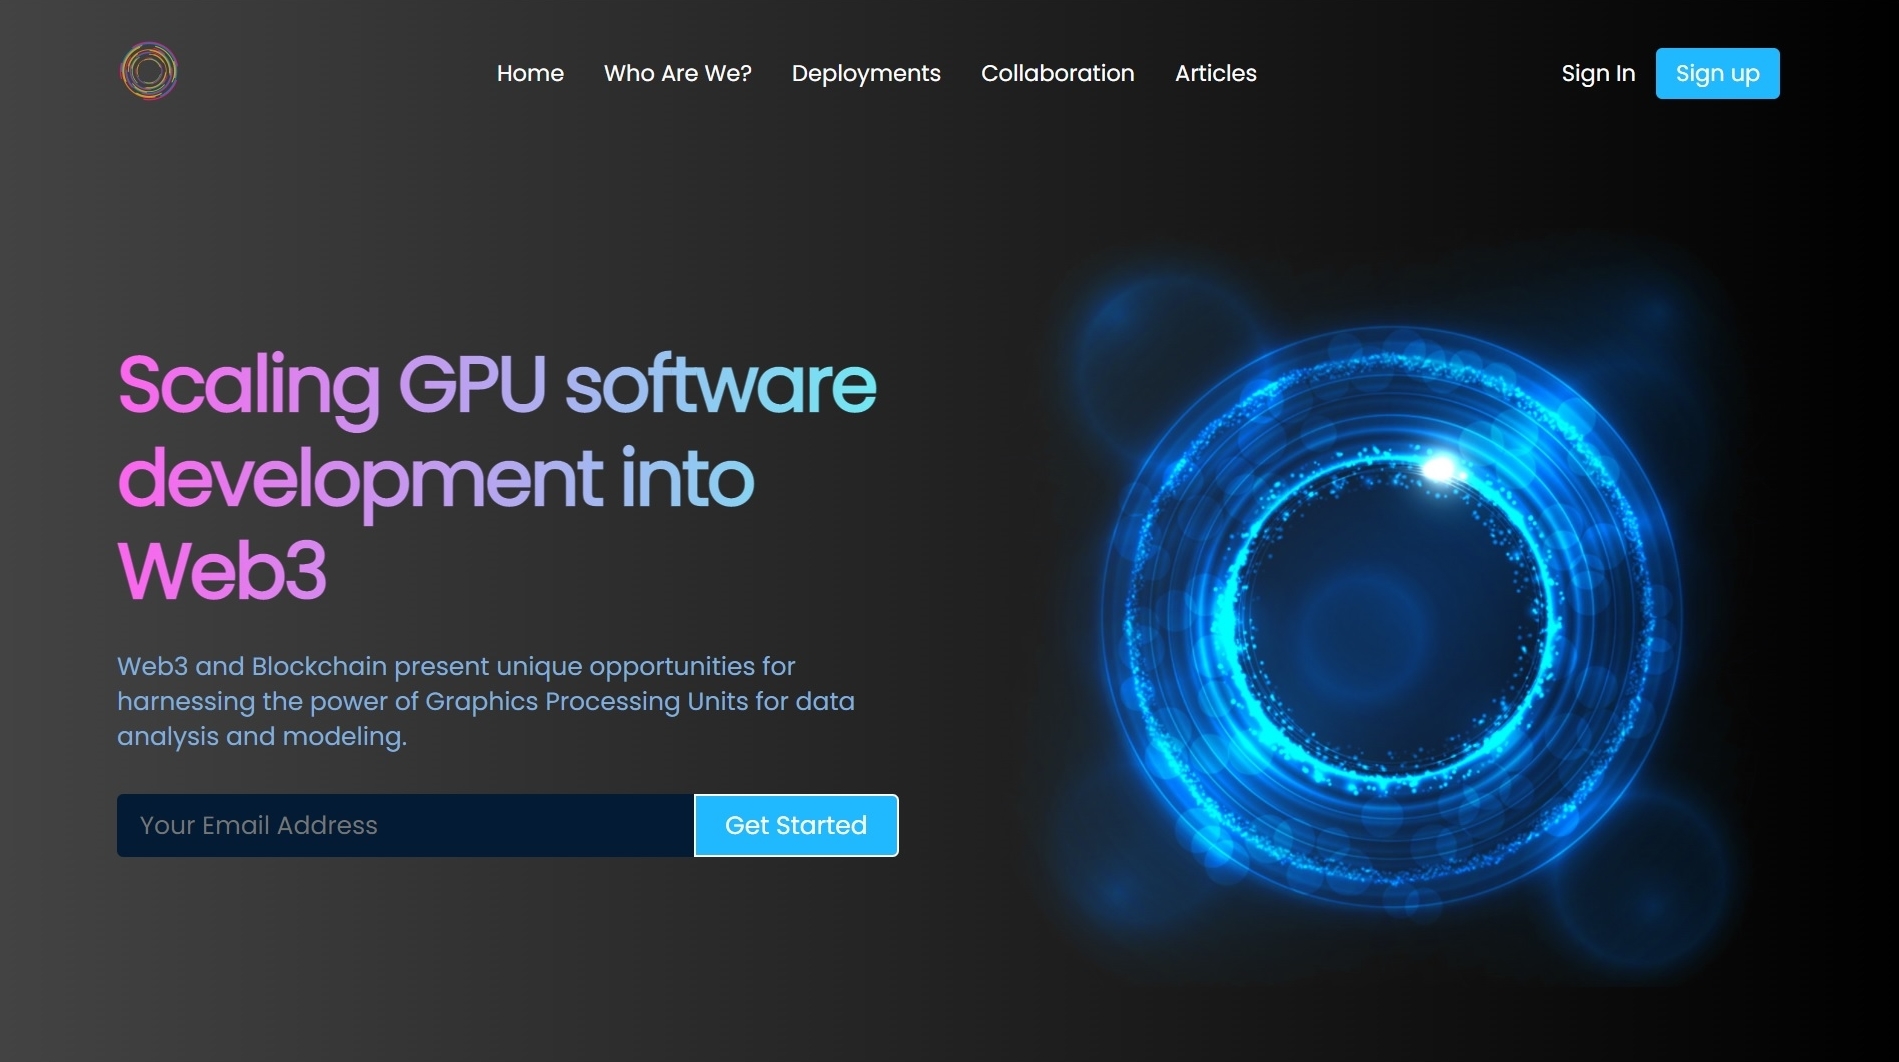 Home Who Are We? Deployments Collaboration Articles Sign In Sign up
Scaling GPU software
development into
Web3
Web3 and Blockchain present unique opportunities for
harnessing the power of Graphics Processing Units for data
analysis and modeling.
Your Email Address Get Started